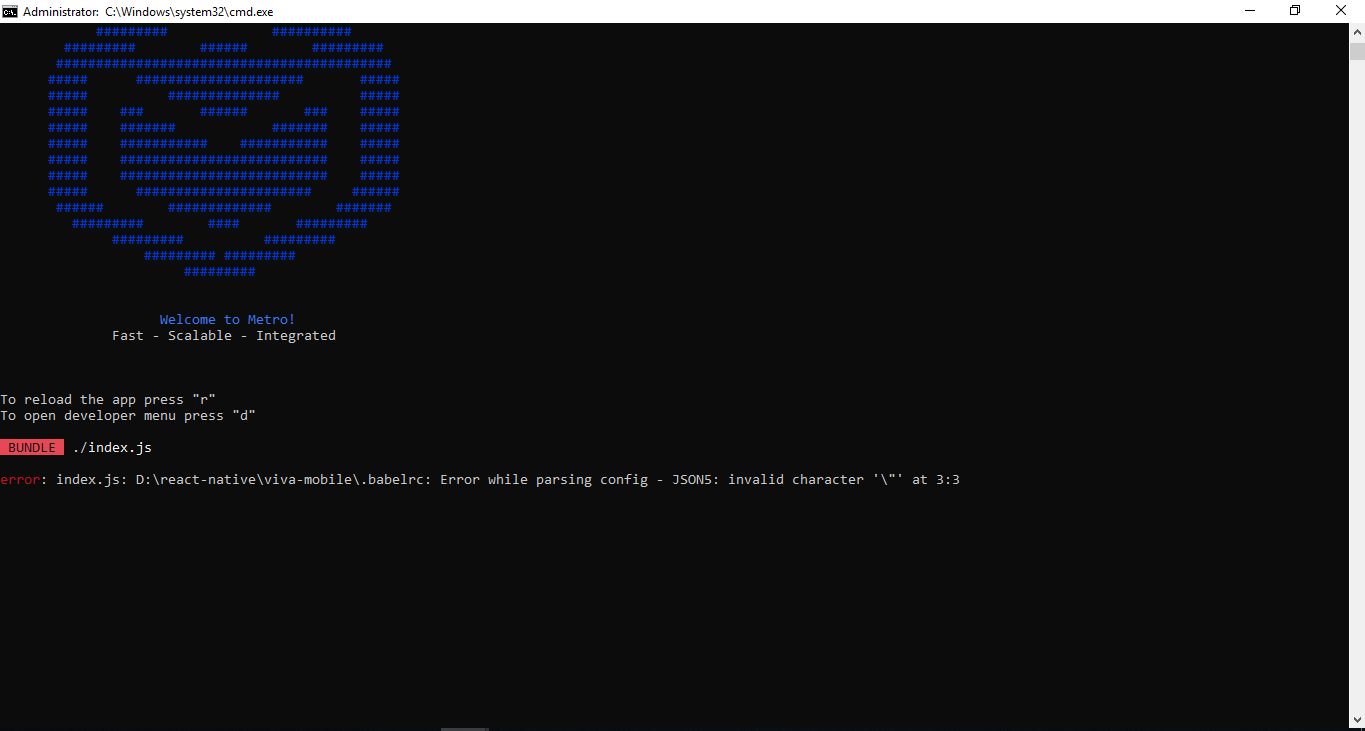 Administrator: C:\Windows\system32\cmd.exe
Welcome to Metro!
Fast - Scalable - Integrated
To reload the app press "r"
To open developer menu press "d"
BUNDLE ./index.js
error: index.js: D:\react-native\viva-mobile\.babelrc: Error while parsing config - JSON5: invalid character '\"' at 3:3